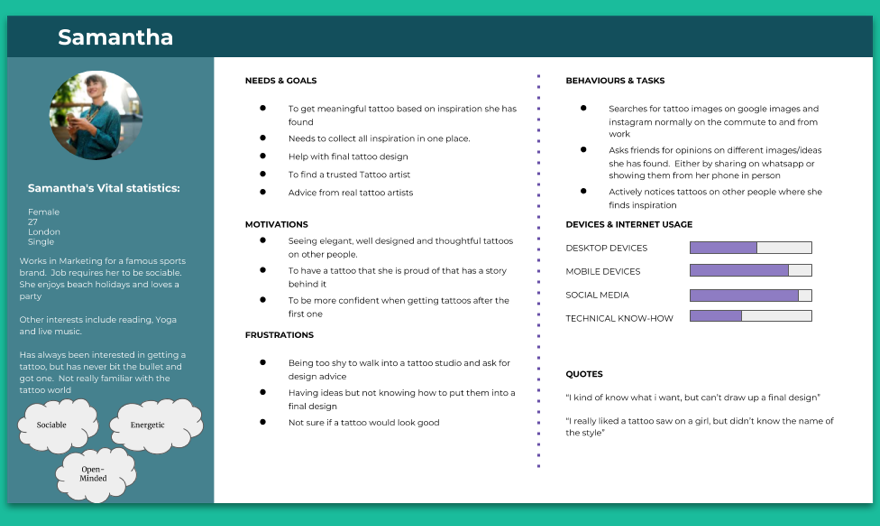 Samantha
Samantha's Vital statistics:
Female
27
London
Single
Works in Marketing for a famous sports
brand.  Job requires her to be sociable.
She enjoys beach holidays and loves a
party
Other interests include reading, Yoga
and live music.
Has always been interested in getting a
tattoo, but has never bit the bullet and
got one.  Not really familiar with the
tattoo world
Sociable
Energetic
Open-
Minded
NEEDS & GOALS
● To get meaningful tattoo based on inspiration she has
found
● Needs to collect all inspiration in one place.
● Help with final tattoo design
● To find a trusted Tattoo artist
● Advice from real tattoo artists
MOTIVATIONS
● Seeing elegant, well designed and thoughtful tattoos
on other people.
● To have a tattoo that she is proud of that has a story
behind it
● To be more confident when getting tattoos after the
first one
FRUSTRATIONS
● Being too shy to walk into a tattoo studio and ask for
design advice
● Having ideas but not knowing how to put them into a
final design
● Not sure if a tattoo would look good
BEHAVIOURS & TASKS
● Searches for tattoo images on google images and
instagram normally on the commute to and from
work
● Asks friends for opinions on different images/ideas
she has found.  Either by sharing on whatsapp or
showing them from her phone in person
● Actively notices tattoos on other people where she
finds inspiration
DEVICES & INTERNET USAGE
DESKTOP DEVICES
MOBILE DEVICES
SOCIAL MEDIA
TECHNICAL KNOW-HOW
QUOTES
“I kind of know what i want, but can’t draw up a final design”
“I really liked a tattoo saw on a girl, but didn’t know the name of
the style”